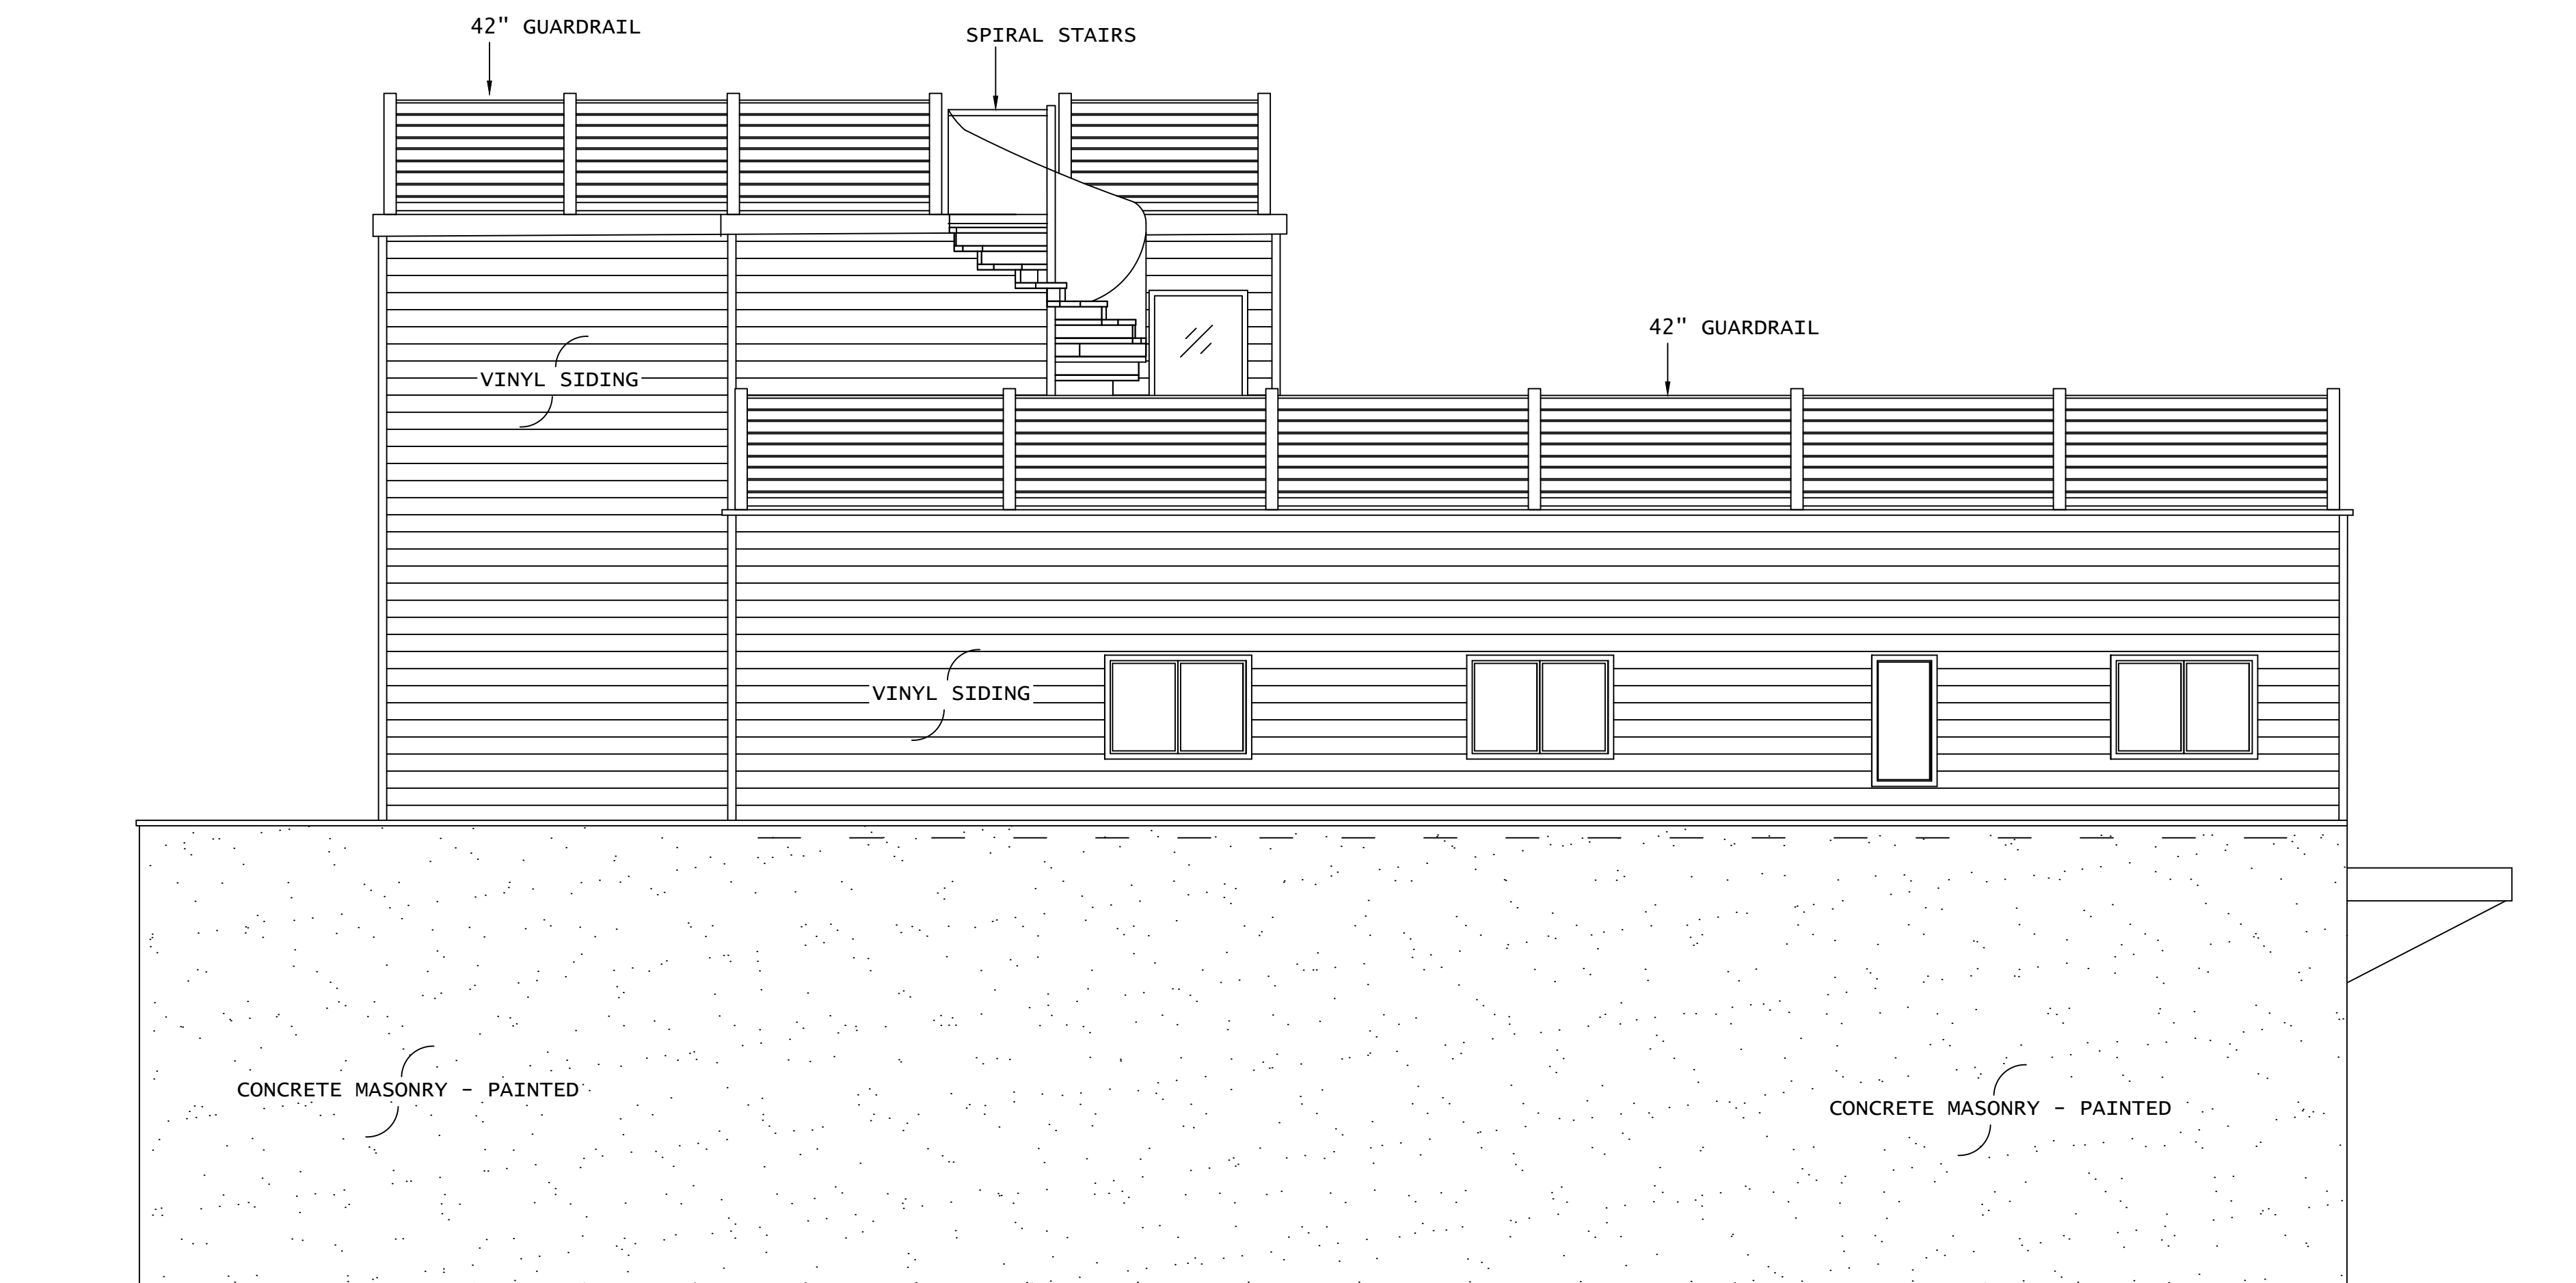 42" GUARDRAIL
SPIRAL STAIRS
42" GUARDRAIL
VINYL SIDING
VINYL SIDING
CONCRETE MASONRY - PAINTED
CONCRETE MASONRY - PAINTED